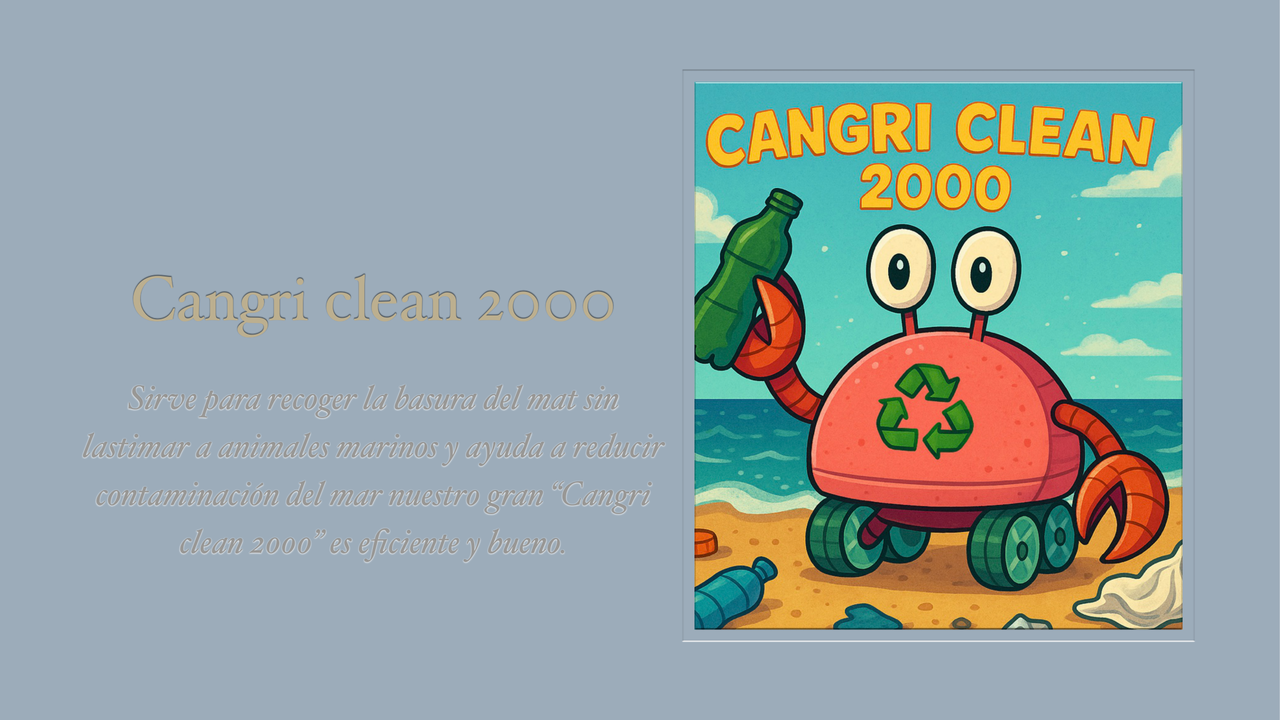 Cangri clean 2000
Sirve para recoger la basura del mat sin
lastimar a animales marinos y ayuda a reducir
contaminación del mar nuestro gran “Cangri
clean 2000” es eficiente y bueno.
CANGRI CLEAN
2000